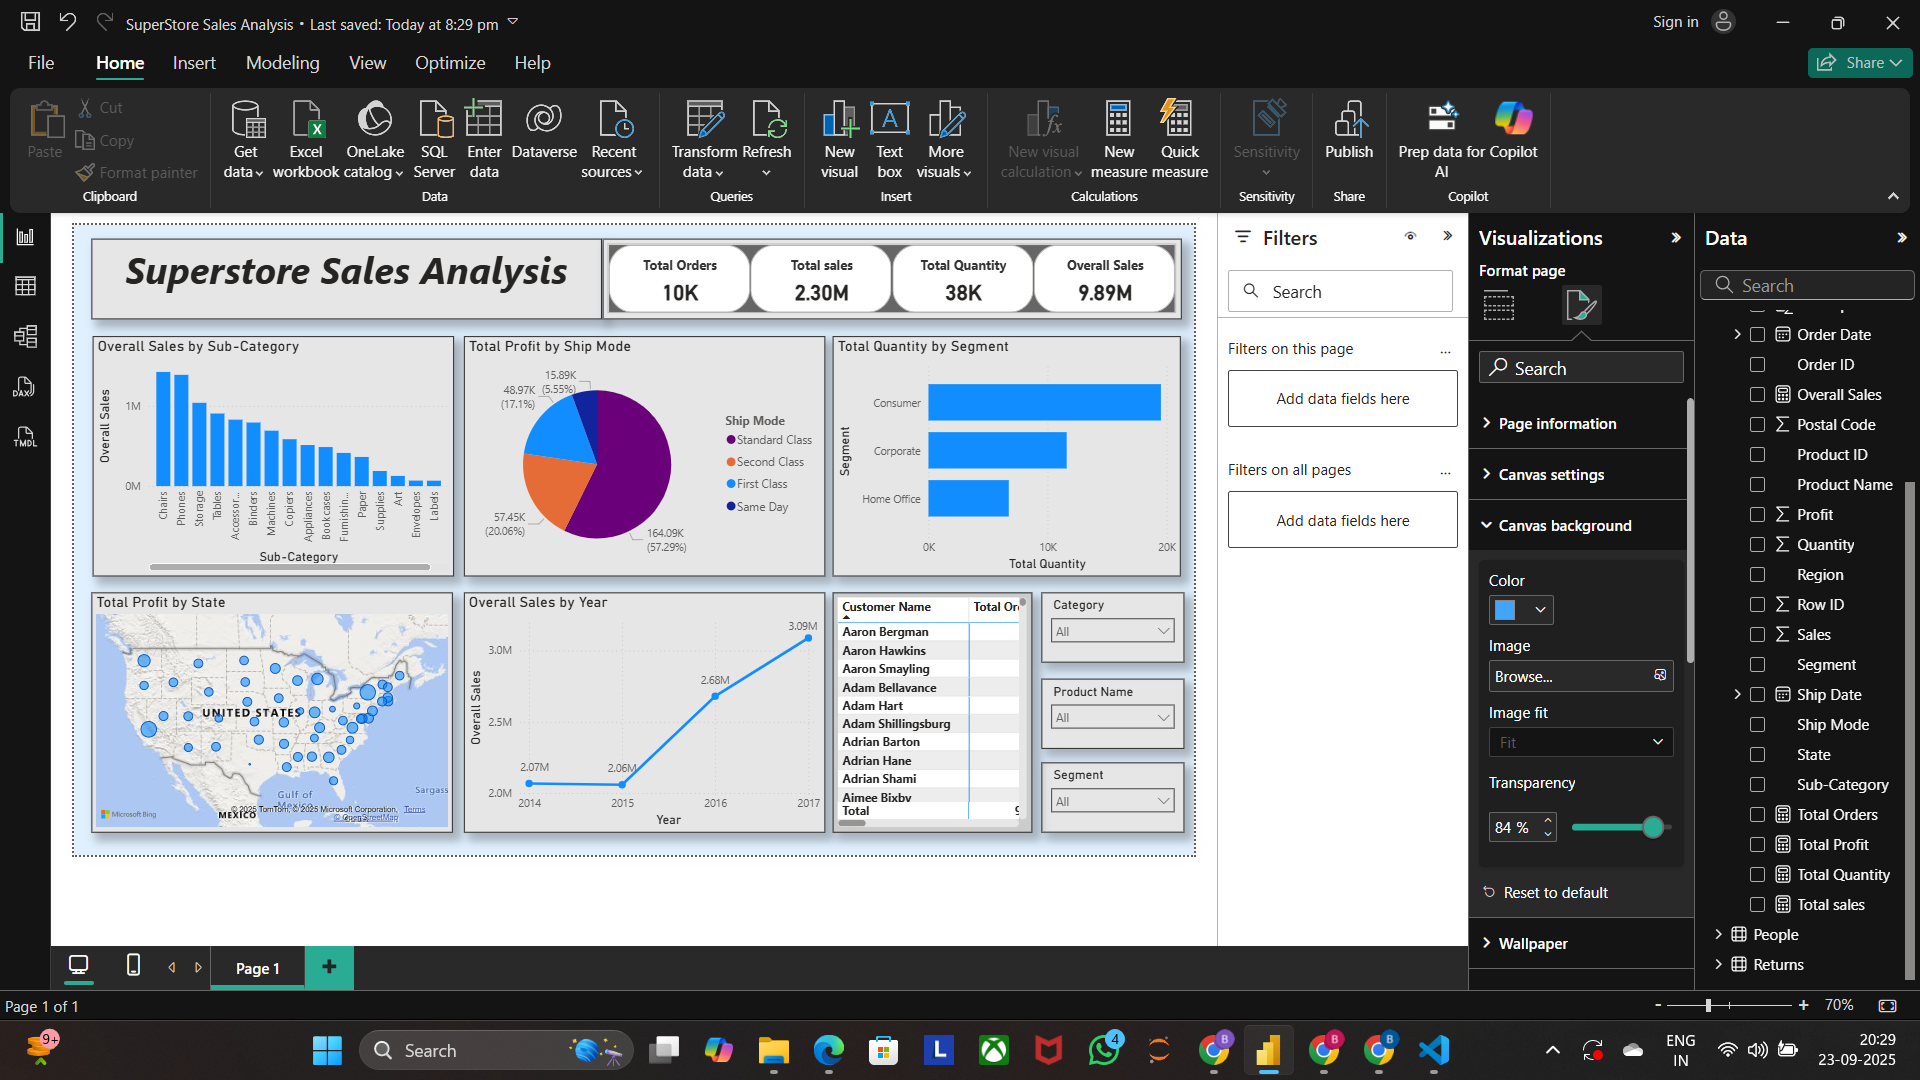 SuperStore Sales Analysis • Last saved: Today at 8:29 pm
Sign in
File Home Insert Modeling View Optimize Help
Share
Paste
Cut
Copy
Format painter
Clipboard
Get data
Excel workbook
OneLake catalog
SQL Server
Enter data
Dataverse
Recent sources
Data
Transform data
Refresh
Queries
New visual
Text box
More visuals
Insert
New visual calculation
New measure
Quick measure
Calculations
Sensitivity
Sensitivity
Publish
Share
Prep data for AI
Copilot
Copilot
Superstore Sales Analysis
Total Orders
10K
Total sales
2.30M
Total Quantity
38K
Overall Sales
9.89M
Overall Sales by Sub-Category
Overall Sales
1M
0M
Chairs
Phones
Storage
Tables
Accessor...
Binders
Machines
Copiers
Appliances
Bookcases
Furnishin...
Paper
Supplies
Art
Envelopes
Labels
Sub-Category
Total Profit by Ship Mode
15.89K
(5.55%)
48.97K
(17.1%)
57.45K
(20.06%)
164.09K
(57.29%)
Ship Mode
Standard Class
Second Class
First Class
Same Day
Total Quantity by Segment
Segment
Consumer
Corporate
Home Office
0K 10K 20K
Total Quantity
Total Profit by State
UNITED STATES
Gulf of
MEXICO
Sargass
Microsoft Bing
© 2025 TomTom, © 2025 Microsoft Corporation, Terms
© OpenStreetMap
Overall Sales by Year
Overall Sales
3.0M
2.5M
2.0M
2.07M
2.06M
2.68M
3.09M
2014 2015 2016 2017
Year
Customer Name Total Or
Aaron Bergman
Aaron Hawkins
Aaron Smayling
Adam Bellavance
Adam Hart
Adam Shillingsburg
Adrian Barton
Adrian Hane
Adrian Shami
Aimee Bixby
Total 9
Category
All
Product Name
All
Segment
All
Filters
Search
Filters on this page ...
Add data fields here
Filters on all pages ...
Add data fields here
Visualizations
Format page
Search
Page information
Canvas settings
Canvas background
Color
Image
Browse...
Image fit
Fit
Transparency
84 %
Reset to default
Wallpaper
Data
Search
Order Date
Order ID
Overall Sales
Postal Code
Product ID
Product Name
Profit
Quantity
Region
Row ID
Sales
Segment
Ship Date
Ship Mode
State
Sub-Category
Total Orders
Total Profit
Total Quantity
Total sales
People
Returns
Page 1
Page 1 of 1
70%
9+
Search
4
ENG
IN
20:29
23-09-2025